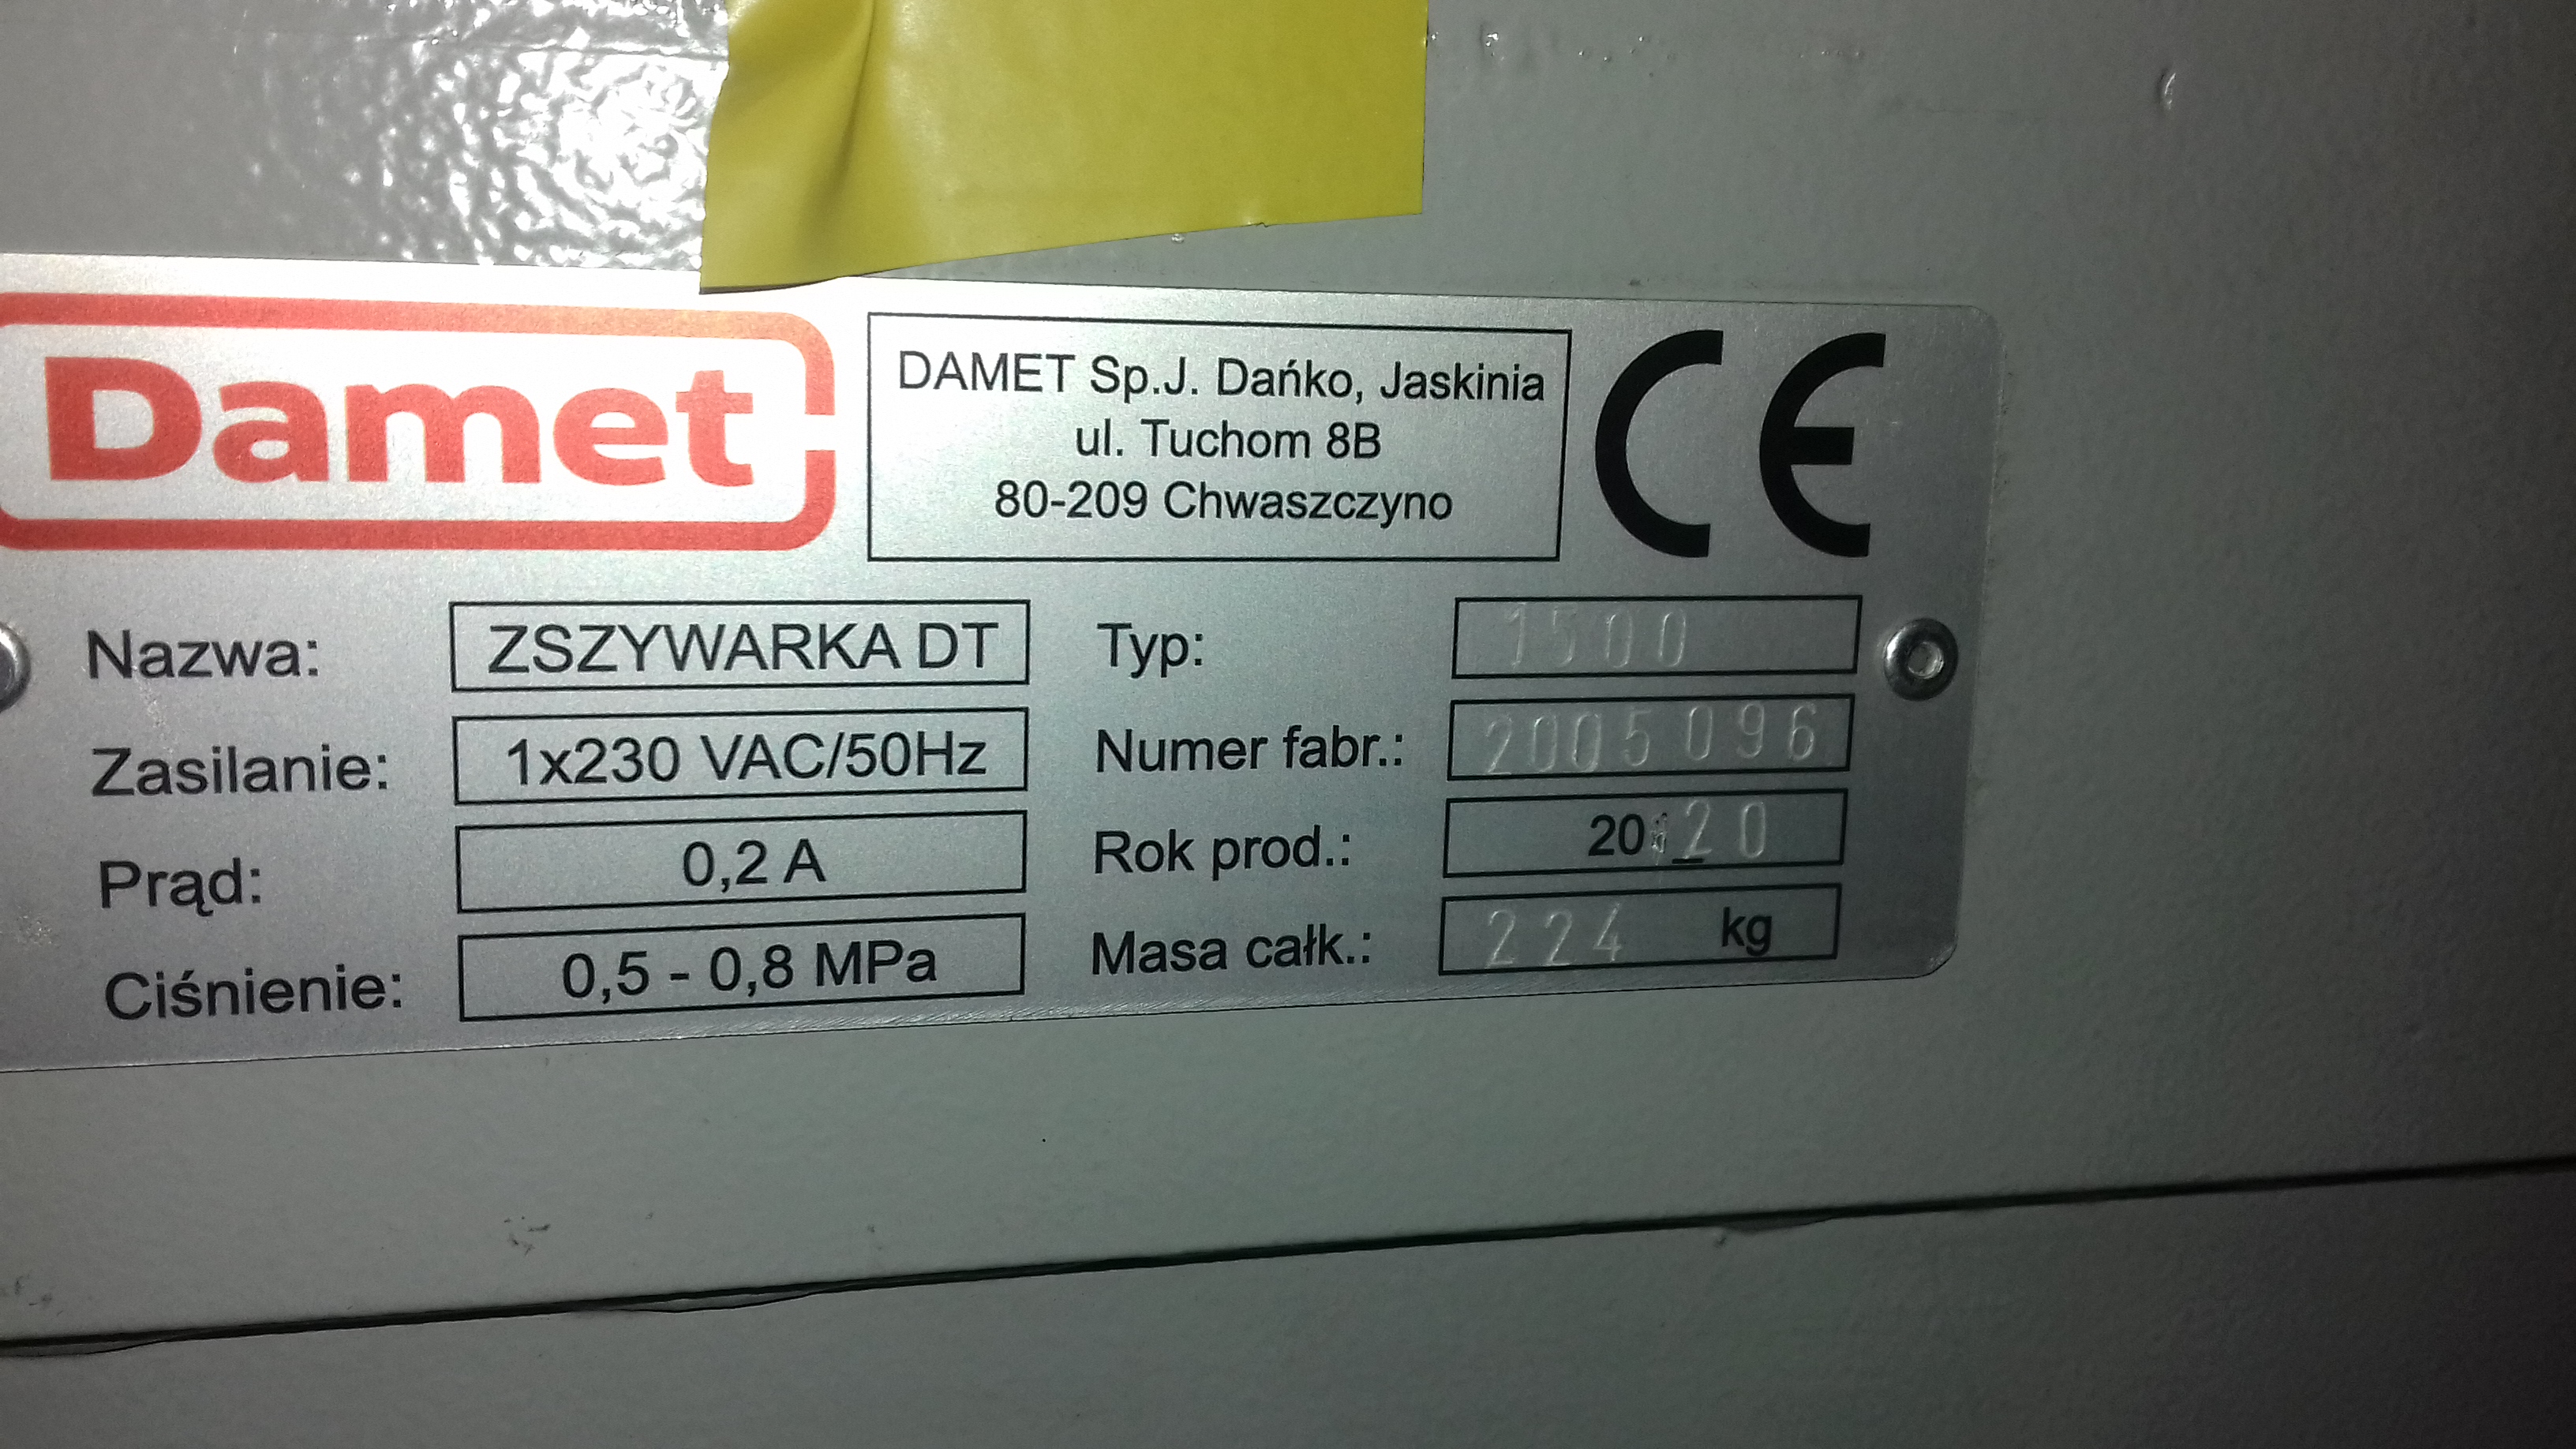 Damet
DAMET Sp.J. Dańko, Jaskinia
ul. Tuchom 8B
80-209 Chwaszczyno
CE
Nazwa: ZSZYWARKA DT
Typ: 1500
Zasilanie: 1x230 VAC/50Hz
Numer fabr.: 2005096
Prąd: 0,2 A
Rok prod.: 20 20
Ciśnienie: 0,5 - 0,8 MPa
Masa całk.: 224 kg